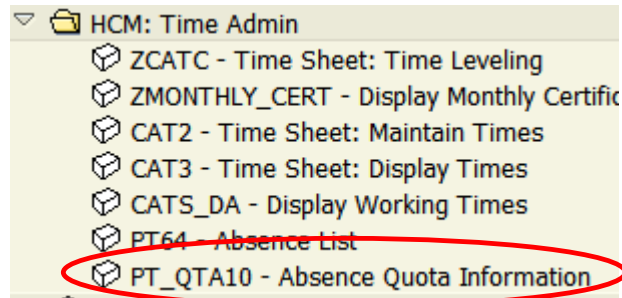 HCM: Time Admin
ZCATC - Time Sheet: Time Leveling
ZMONTHLY_CERT - Display Monthly Certific
CAT2 - Time Sheet: Maintain Times
CAT3 - Time Sheet: Display Times
CATS_DA - Display Working Times
PT64 - Absence List
PT_QTA10 - Absence Quota Information